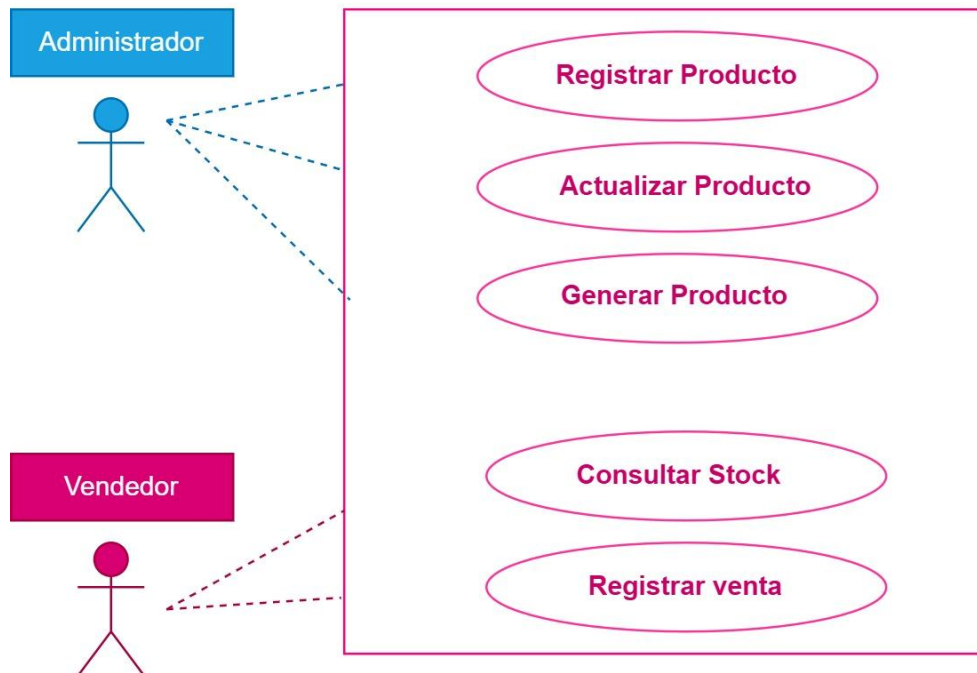 Administrador
Registrar Producto
Actualizar Producto
Generar Producto
Vendedor
Consultar Stock
Registrar venta